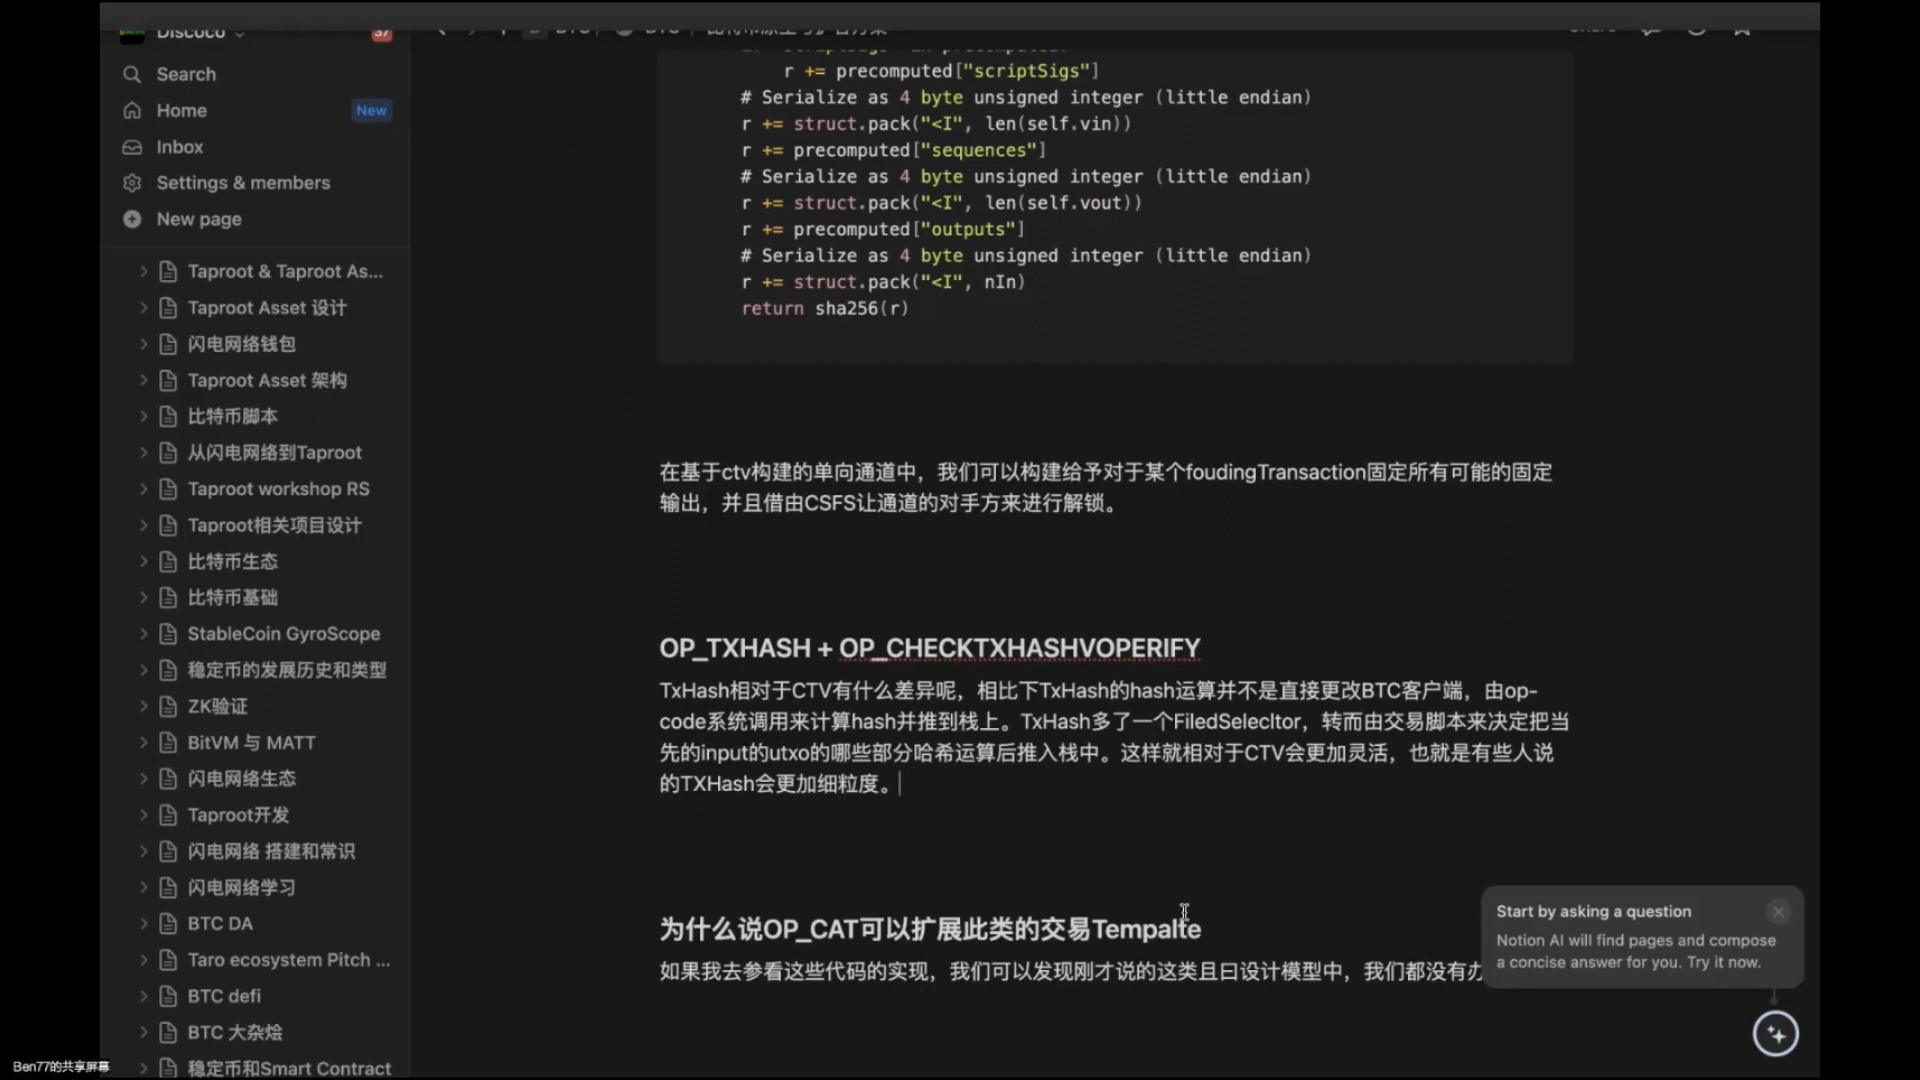 Discoco
37
Search
Home
New
Inbox
Settings & members
New page
Taproot & Taproot As...
Taproot Asset 设计
闪电网络钱包
Taproot Asset 架构
比特币脚本
从闪电网络到Taproot
Taproot workshop RS
Taproot相关项目设计
比特币生态
比特币基础
StableCoin GyroScope
稳定币的发展历史和类型
ZK验证
BitVM 与 MATT
闪电网络生态
Taproot开发
闪电网络 搭建和常识
闪电网络学习
BTC DA
Taro ecosystem Pitch ...
BTC defi
BTC 大杂烩
稳定币和Smart Contract
r += precomputed["scriptSigs"]
# Serialize as 4 byte unsigned integer (little endian)
r += struct.pack("<I", len(self.vin))
r += precomputed["sequences"]
# Serialize as 4 byte unsigned integer (little endian)
r += struct.pack("<I", len(self.vout))
r += precomputed["outputs"]
# Serialize as 4 byte unsigned integer (little endian)
r += struct.pack("<I", nIn)
return sha256(r)
在基于ctv构建的单向通道中，我们可以构建给予对于某个foudingTransaction固定所有可能的固定
输出，并且借由CSFS让通道的对手方来进行解锁。
OP_TXHASH + OP_CHECKTXHASHVOPERIFY
TxHash相对于CTV有什么差异呢，相比下TxHash的hash运算并不是直接更改BTC客户端，由op-
code系统调用来计算hash并推到栈上。TxHash多了一个FiledSelecltor，转而由交易脚本来决定把当
先的input的utxo的哪些部分哈希运算后推入栈中。这样就相对于CTV会更加灵活，也就是有些人说
的TXHash会更加细粒度。
为什么说OP_CAT可以扩展此类的交易Tempalte
如果我去参看这些代码的实现，我们可以发现刚才说的这类且曰设计模型中，我们都没有办
Start by asking a question
Notion AI will find pages and compose
a concise answer for you. Try it now.
Ben77的共享屏幕